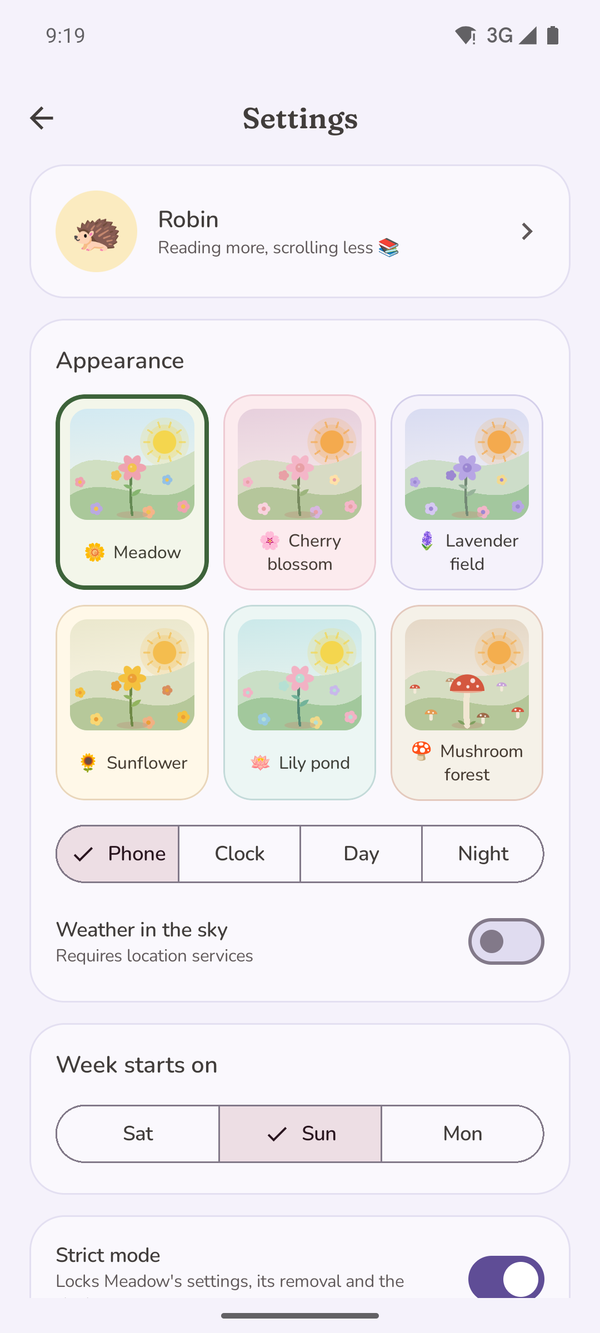 9:19
3G
Settings
Robin
Reading more, scrolling less 📚
Appearance
🌼 Meadow
🌸 Cherry
blossom
🪻 Lavender
field
🌻 Sunflower
🪷 Lily pond
🍄 Mushroom
forest
Phone
Clock
Day
Night
Weather in the sky
Requires location services
Week starts on
Sat
Sun
Mon
Strict mode
Locks Meadow's settings, its removal and the